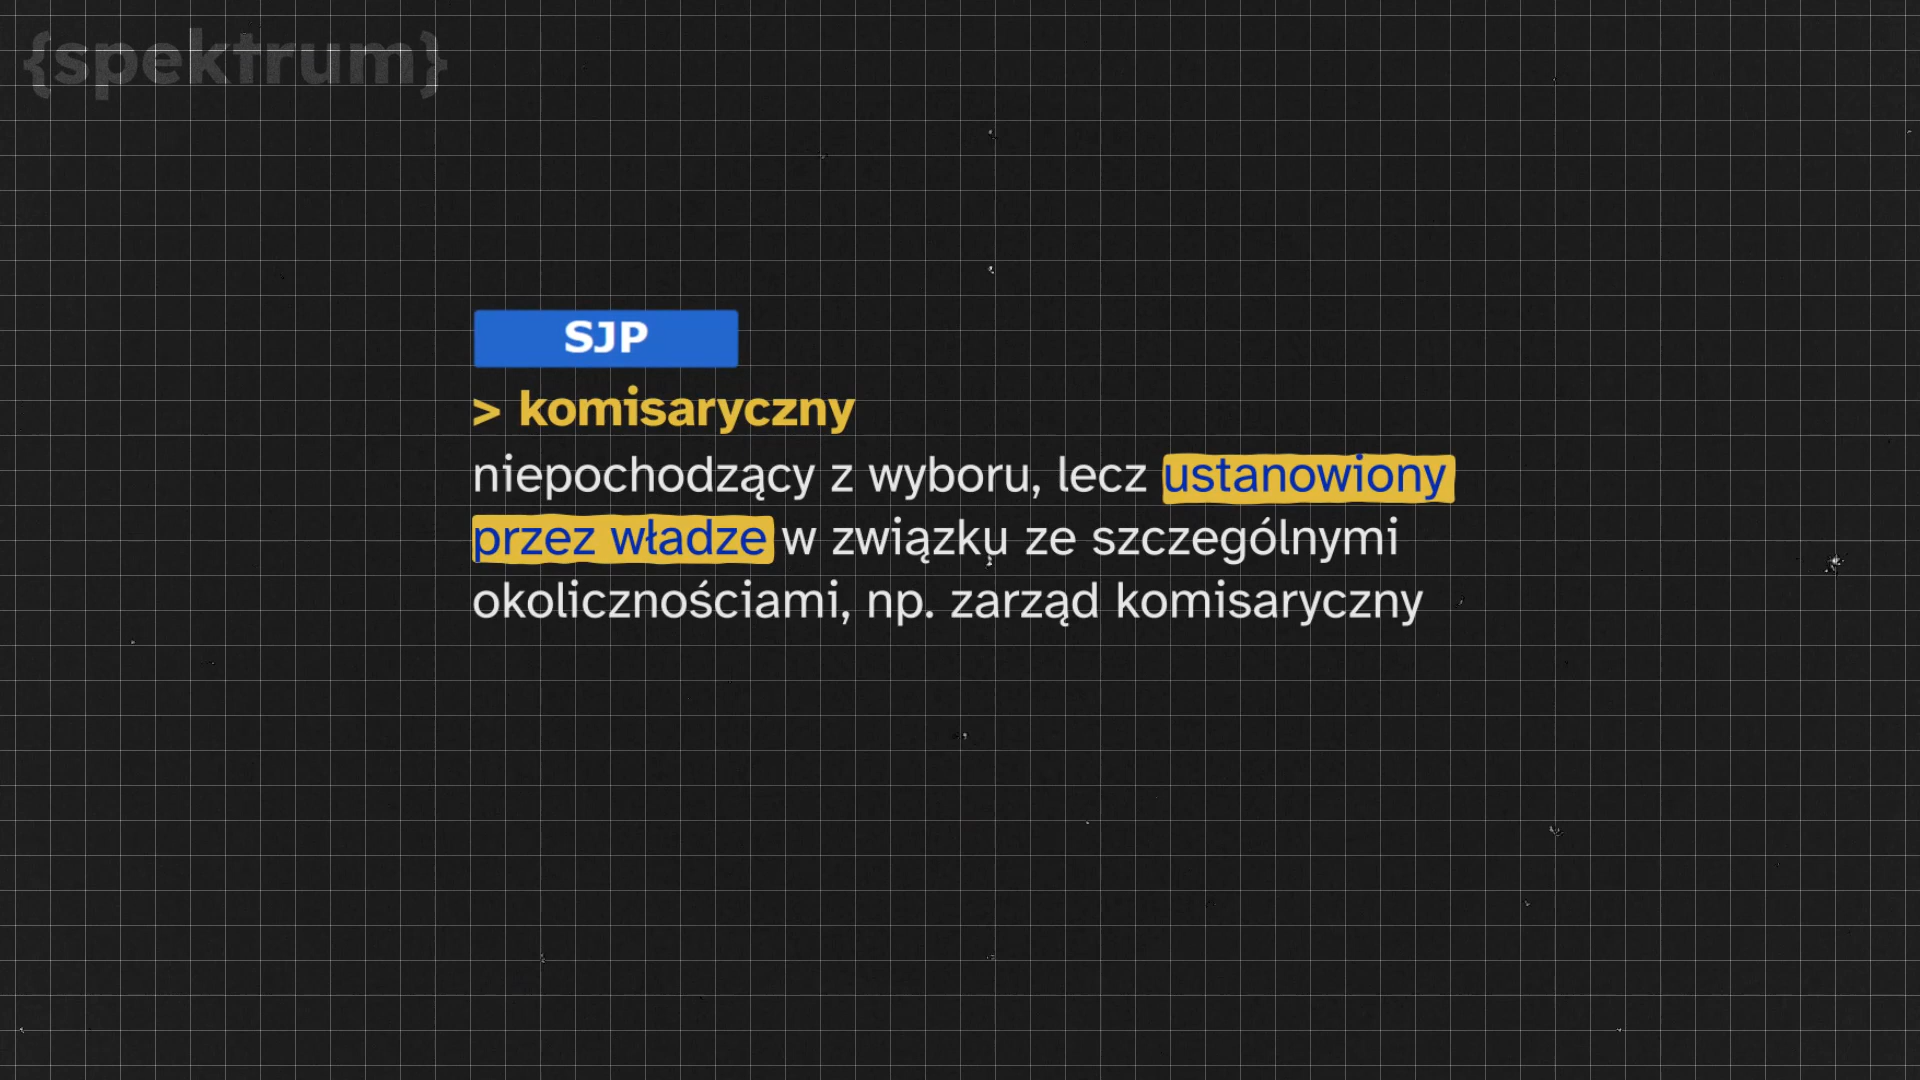 {spektrum}
SJP
> komisaryczny
niepochodzący z wyboru, lecz ustanowiony
przez władze w związku ze szczególnymi
okolicznościami, np. zarząd komisaryczny